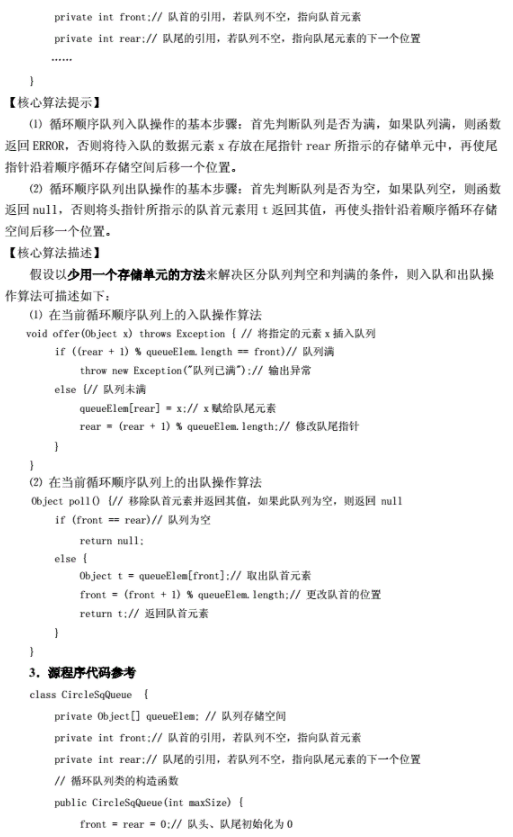 private int front;// 队首的引用，若队列不空，指向队首元素
private int rear;// 队尾的引用，若队列不空，指向队尾元素的下一个位置
……
}
【核心算法提示】
⑴ 循环顺序队列入队操作的基本步骤：首先判断队列是否为满，如果队列满，则函数
返回 ERROR，否则将待入队的数据元素 x 存放在尾指针 rear 所指示的存储单元中，再使尾
指针沿着顺序循环存储空间后移一个位置。
⑵ 循环顺序队列出队操作的基本步骤：首先判断队列是否为空，如果队列空，则函数
返回 null，否则将头指针所指示的队首元素用 t 返回其值，再使头指针沿着顺序循环存储
空间后移一个位置。
【核心算法描述】
假设以少用一个存储单元的方法来解决区分队列判空和判满的条件，则入队和出队操
作算法可描述如下：
⑴ 在当前循环顺序队列上的入队操作算法
void offer(Object x) throws Exception { // 将指定的元素 x 插入队列
if ((rear + 1) % queueElem.length == front)// 队列满
throw new Exception("队列已满");// 输出异常
else {// 队列未满
queueElem[rear] = x;// x 赋给队尾元素
rear = (rear + 1) % queueElem.length;// 修改队尾指针
}
}
⑵ 在当前循环顺序队列上的出队操作算法
Object poll() {// 移除队首元素并返回其值，如果此队列为空，则返回 null
if (front == rear)// 队列为空
return null;
else {
Object t = queueElem[front];// 取出队首元素
front = (front + 1) % queueElem.length;// 更改队首的位置
return t;// 返回队首元素
}
}
3．源程序代码参考
class CircleSqQueue {
private Object[] queueElem; // 队列存储空间
private int front;// 队首的引用，若队列不空，指向队首元素
private int rear;// 队尾的引用，若队列不空，指向队尾元素的下一个位置
// 循环队列类的构造函数
public CircleSqQueue(int maxSize) {
front = rear = 0;// 队头、队尾初始化为 0